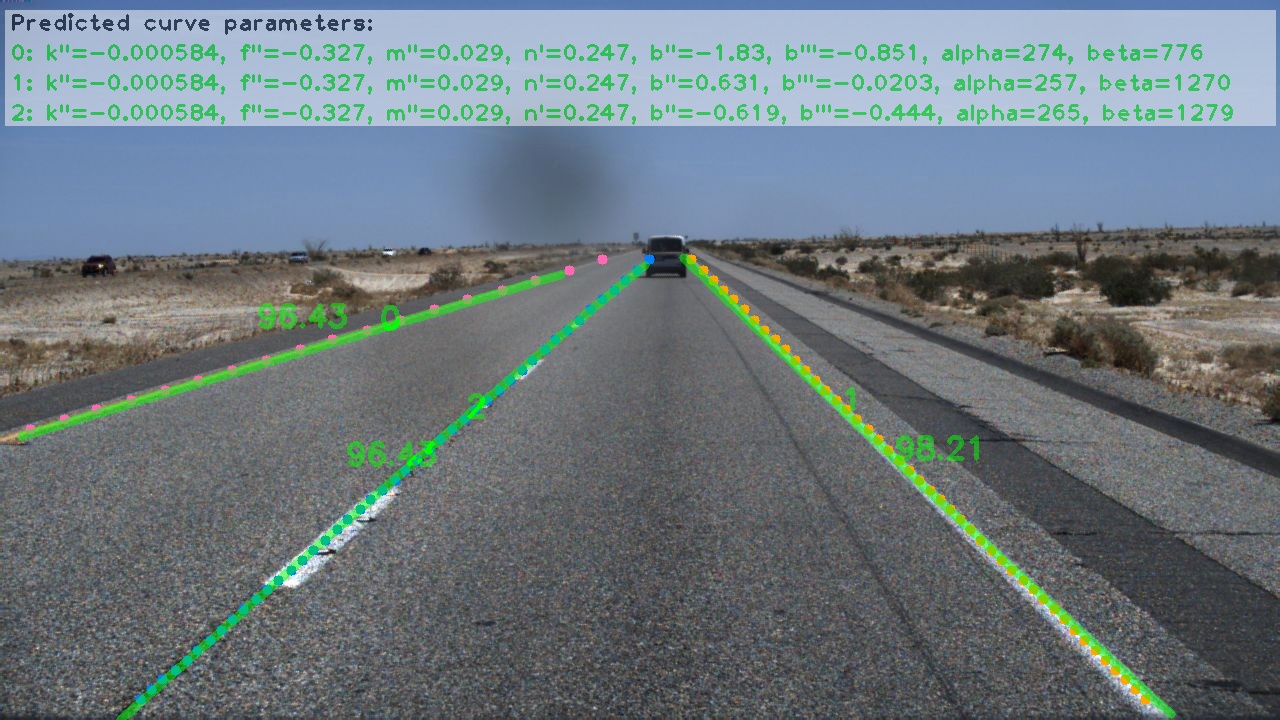 Predicted curve parameters:
0: k''=-0.000584, f''=-0.327, m''=0.029, n'=0.247, b''=-1.83, b'''=-0.851, alpha=274, beta=776
1: k''=-0.000584, f''=-0.327, m''=0.029, n'=0.247, b''=0.631, b'''=-0.0203, alpha=257, beta=1270
2: k''=-0.000584, f''=-0.327, m''=0.029, n'=0.247, b''=-0.619, b'''=-0.444, alpha=265, beta=1279
96.43 0
2 1
96.43 98.21